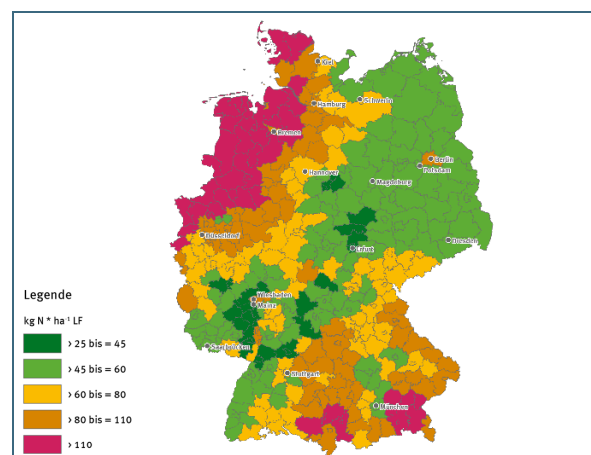 Kiel
Schwerin
Hamburg
Bremen
Berlin
Potsdam
Hannover
Magdeburg
Düsseldorf
Dresden
Erfurt
Wiesbaden
Mainz
Saarbrücken
Stuttgart
München
Legende
kg N * ha⁻¹ LF
> 25 bis = 45
>45 bis = 60
> 60 bis = 80
> 80 bis = 110
> 110